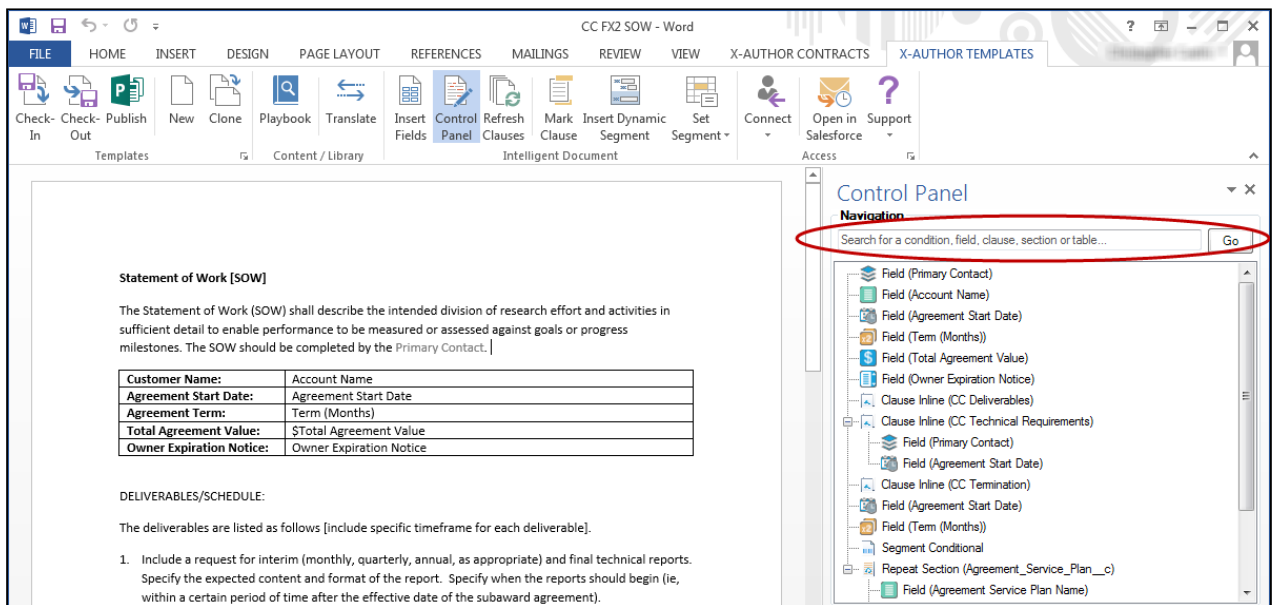 CC FX2 SOW - Word
FILE HOME INSERT DESIGN PAGE LAYOUT REFERENCES MAILINGS REVIEW VIEW X-AUTHOR CONTRACTS X-AUTHOR TEMPLATES
Check-In Check-Out Publish New Clone Playbook Translate Insert Fields Control Panel Refresh Clauses Mark Clause Insert Dynamic Segment Set Segment Connect Open in Salesforce Support
Templates Content / Library Intelligent Document Access
Control Panel
Navigation
Search for a condition, field, clause, section or table... Go
Field (Primary Contact)
Field (Account Name)
Field (Agreement Start Date)
Field (Term (Months))
Field (Total Agreement Value)
Field (Owner Expiration Notice)
Clause Inline (CC Deliverables)
Clause Inline (CC Technical Requirements)
Field (Primary Contact)
Field (Agreement Start Date)
Clause Inline (CC Termination)
Field (Agreement Start Date)
Field (Term (Months))
Segment Conditional
Repeat Section (Agreement_Service_Plan__c)
Field (Agreement Service Plan Name)
Statement of Work [SOW]
The Statement of Work (SOW) shall describe the intended division of research effort and activities in
sufficient detail to enable performance to be measured or assessed against goals or progress
milestones. The SOW should be completed by the Primary Contact.
Customer Name: Account Name
Agreement Start Date: Agreement Start Date
Agreement Term: Term (Months)
Total Agreement Value: $Total Agreement Value
Owner Expiration Notice: Owner Expiration Notice
DELIVERABLES/SCHEDULE:
The deliverables are listed as follows [include specific timeframe for each deliverable].
1. Include a request for interim (monthly, quarterly, annual, as appropriate) and final technical reports.
Specify the expected content and format of the report. Specify when the reports should begin (ie,
within a certain period of time after the effective date of the subaward agreement).